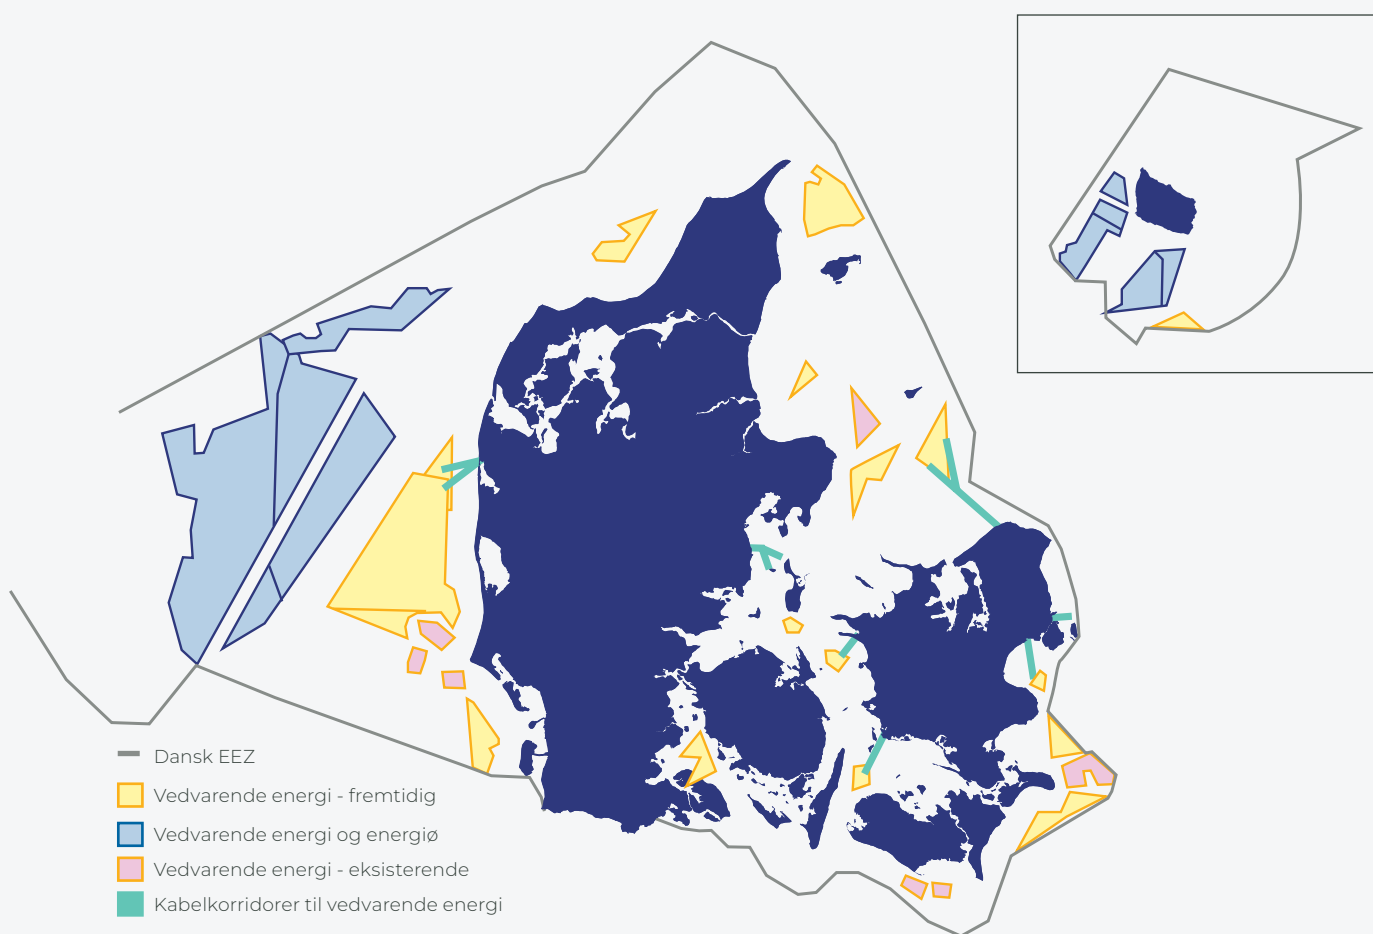 Dansk EEZ
Vedvarende energi - fremtidig
Vedvarende energi og energiø
Vedvarende energi - eksisterende
Kabelkorridorer til vedvarende energi